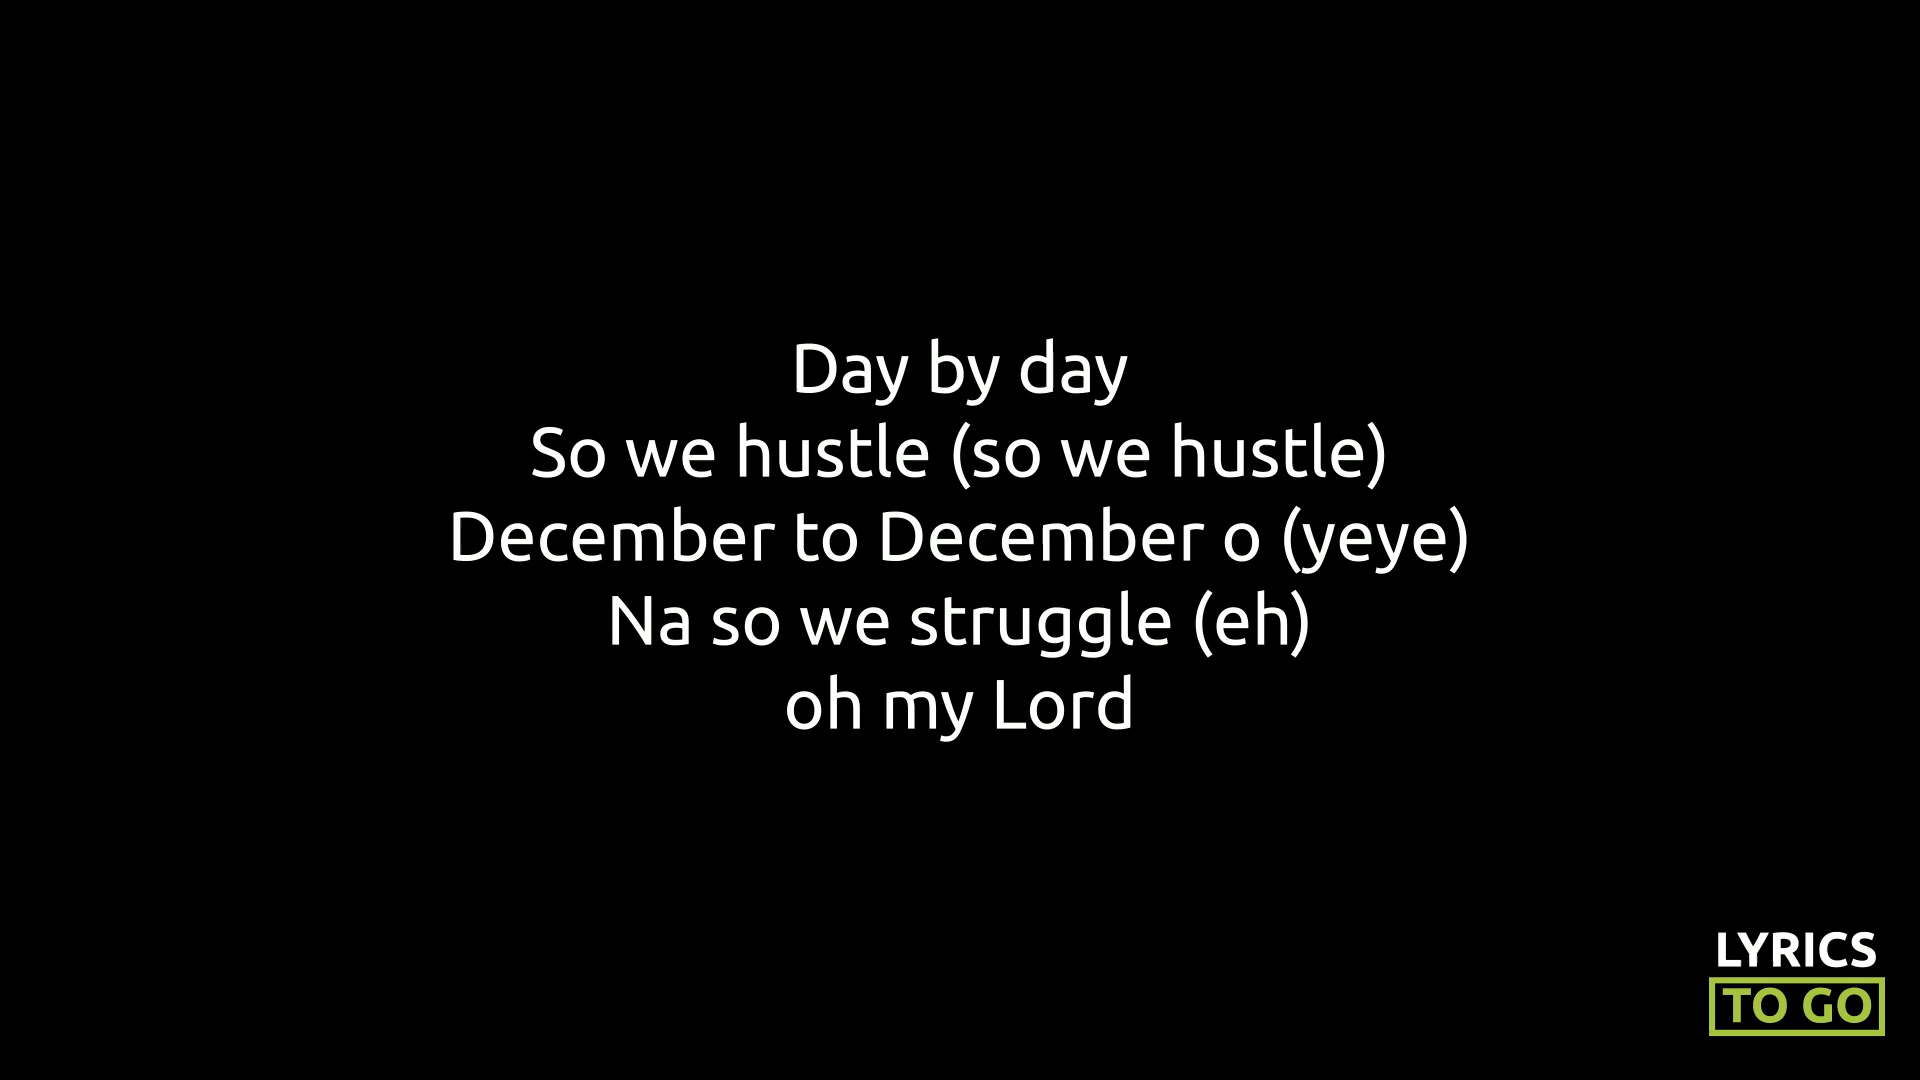 Day by day
So we hustle (so we hustle)
December to December o (yeye)
Na so we struggle (eh)
oh my Lord
LYRICS
TO GO